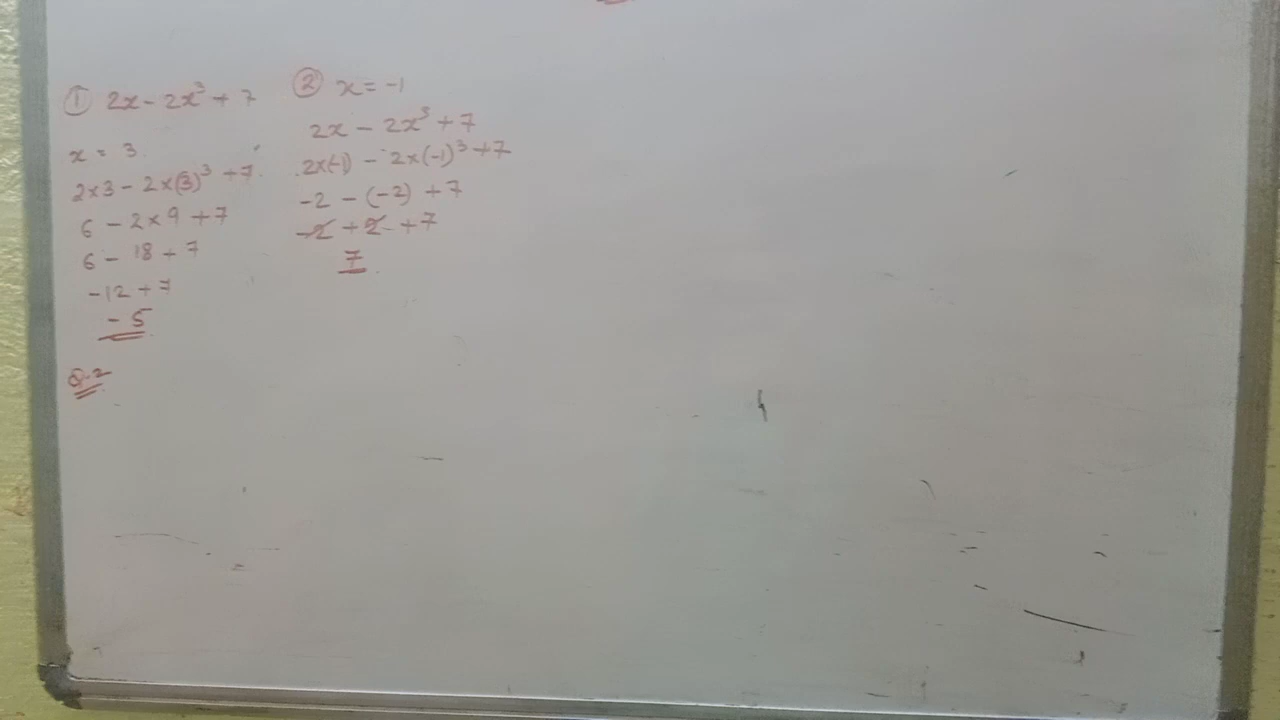 ① 2x - 2x³ + 7
x = 3
2×3 - 2×(3)³ + 7
6 - 2×9 + 7
6 - 18 + 7
-12 + 7
- 5
② x = -1
2x - 2x³ + 7
2×(-1) - 2×(-1)³ + 7
-2 - (-2) + 7
-2 + 2 + 7
7
Q.2